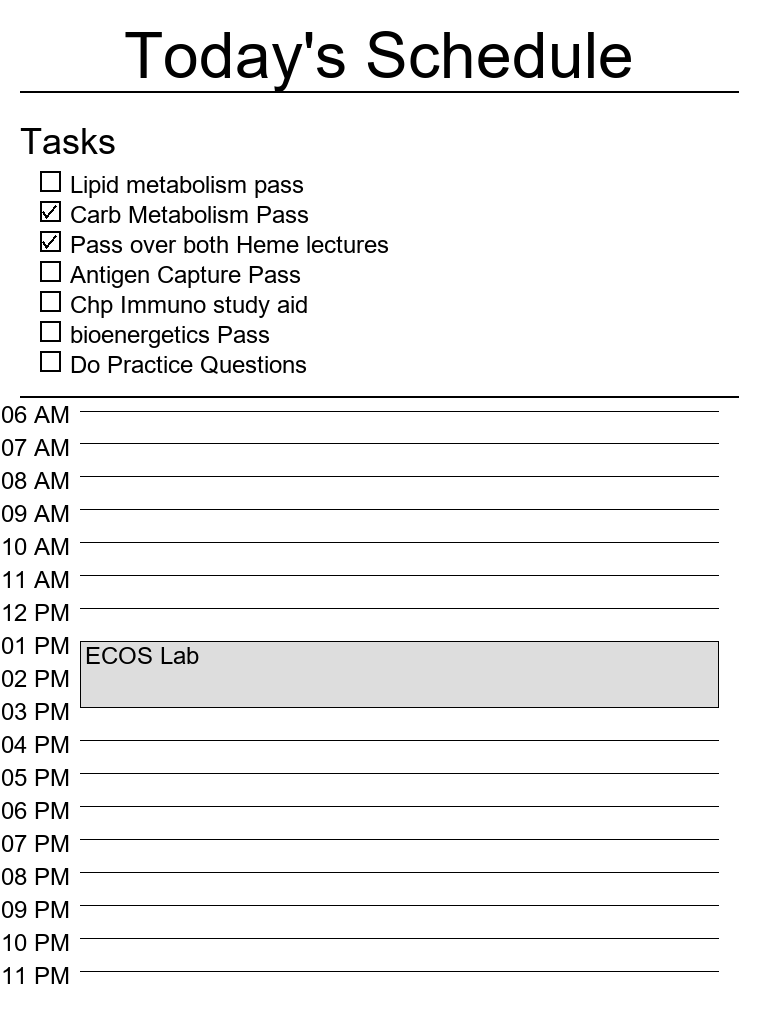 Today's Schedule
Tasks
Lipid metabolism pass
Carb Metabolism Pass
Pass over both Heme lectures
Antigen Capture Pass
Chp Immuno study aid
bioenergetics Pass
Do Practice Questions
06 AM
07 AM
08 AM
09 AM
10 AM
11 AM
12 PM
01 PM
ECOS Lab
02 PM
03 PM
04 PM
05 PM
06 PM
07 PM
08 PM
09 PM
10 PM
11 PM